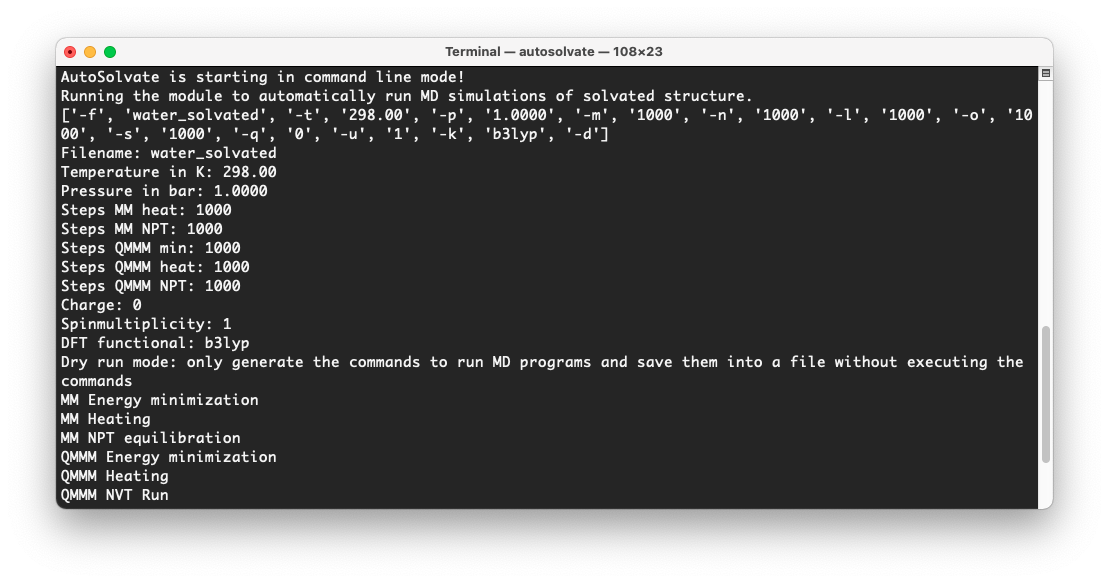 Terminal — autosolvate — 108×23
AutoSolvate is starting in command line mode!
Running the module to automatically run MD simulations of solvated structure.
['-f', 'water_solvated', '-t', '298.00', '-p', '1.0000', '-m', '1000', '-n', '1000', '-l', '1000', '-o', '10
00', '-s', '1000', '-q', '0', '-u', '1', '-k', 'b3lyp', '-d']
Filename: water_solvated
Temperature in K: 298.00
Pressure in bar: 1.0000
Steps MM heat: 1000
Steps MM NPT: 1000
Steps QMMM min: 1000
Steps QMMM heat: 1000
Steps QMMM NPT: 1000
Charge: 0
Spinmultiplicity: 1
DFT functional: b3lyp
Dry run mode: only generate the commands to run MD programs and save them into a file without executing the
commands
MM Energy minimization
MM Heating
MM NPT equilibration
QMMM Energy minimization
QMMM Heating
QMMM NVT Run